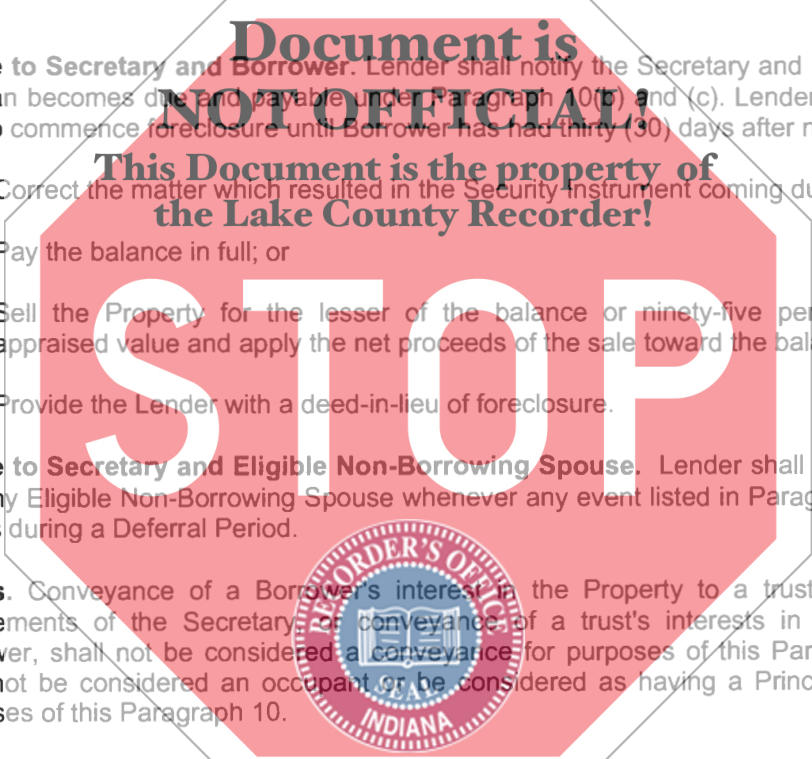 Document is
to Secretary and Borrower. Lender shall notify the Secretary and
NOT OFFICIAL!
n becomes due and payable under Paragraph 10(b) and (c). Lender
commence foreclosure until Borrower has had thirty (30) days after
This Document is the property of
Correct the matter which resulted in the Security Instrument coming du
the Lake County Recorder!
Pay the balance in full; or
STOP
Sell the Property for the lesser of the balance or ninety-five per
appraised value and apply the net proceeds of the sale toward the bala
Provide the Lender with a deed-in-lieu of foreclosure.
to Secretary and Eligible Non-Borrowing Spouse. Lender shall
ny Eligible Non-Borrowing Spouse whenever any event listed in Parag
s during a Deferral Period.
s. Conveyance of a Borrower's interest in the Property to a trust
ements of the Secretary, or conveyance of a trust's interests in
wer, shall not be considered a conveyance for purposes of this Par
not be considered an occupant or be considered as having a Princ
ses of this Paragraph 10.
RECORDER'S OFFICE
SEAL
INDIANA